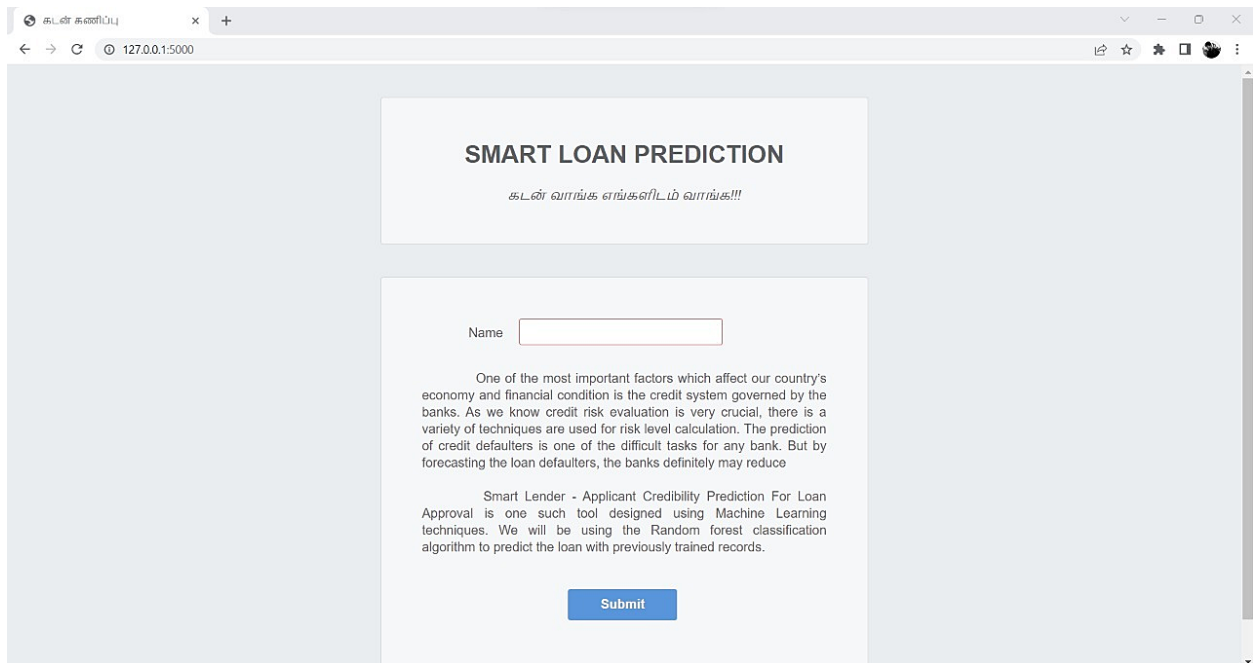 கடன் கணிப்பு
127.0.0.1:5000
SMART LOAN PREDICTION
கடன் வாங்க எங்களிடம் வாங்க!!!
Name
One of the most important factors which affect our country's
economy and financial condition is the credit system governed by the
banks. As we know credit risk evaluation is very crucial, there is a
variety of techniques are used for risk level calculation. The prediction
of credit defaulters is one of the difficult tasks for any bank. But by
forecasting the loan defaulters, the banks definitely may reduce
Smart Lender - Applicant Credibility Prediction For Loan
Approval is one such tool designed using Machine Learning
techniques. We will be using the Random forest classification
algorithm to predict the loan with previously trained records.
Submit